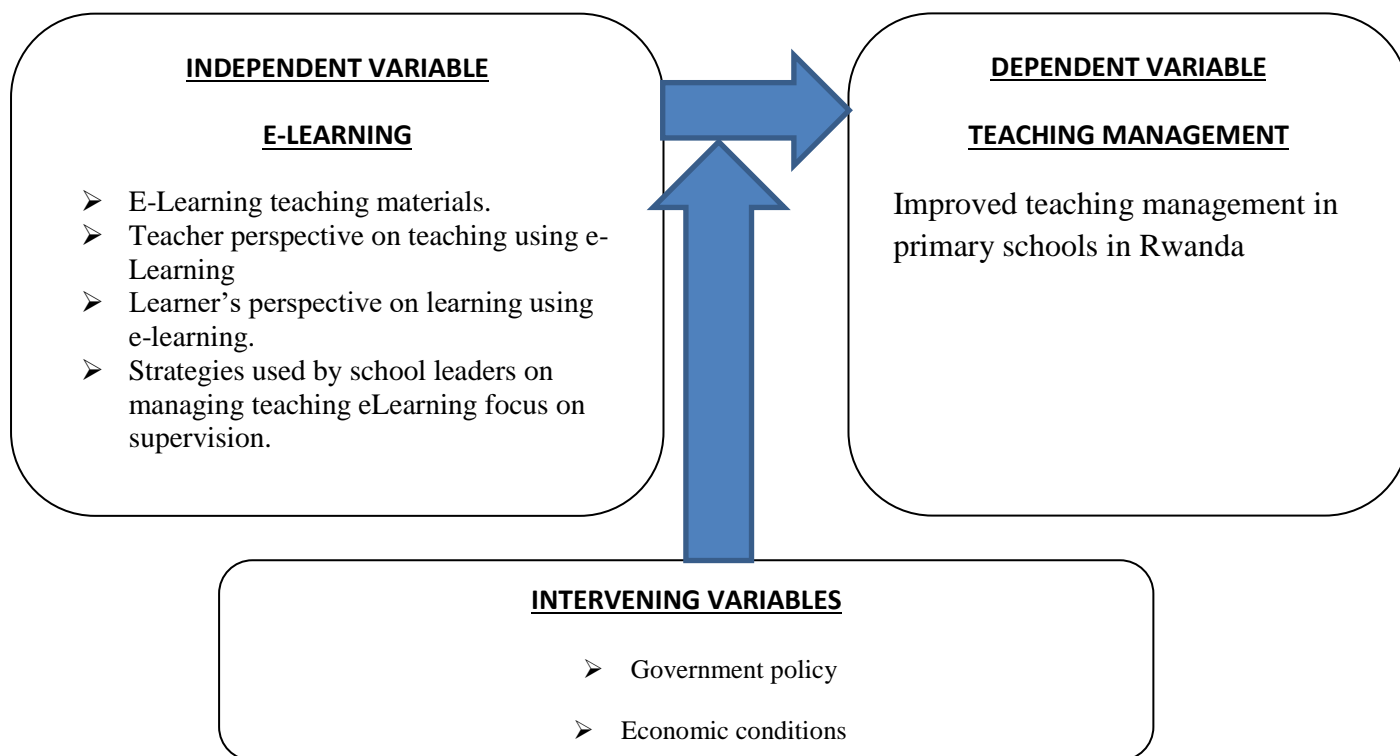 INDEPENDENT VARIABLE
E-LEARNING
➢ E-Learning teaching materials.
➢ Teacher perspective on teaching using e-
Learning
➢ Learner’s perspective on learning using
e-learning.
➢ Strategies used by school leaders on
managing teaching eLearning focus on
supervision.
DEPENDENT VARIABLE
TEACHING MANAGEMENT
Improved teaching management in
primary schools in Rwanda
INTERVENING VARIABLES
➢ Government policy
➢ Economic conditions